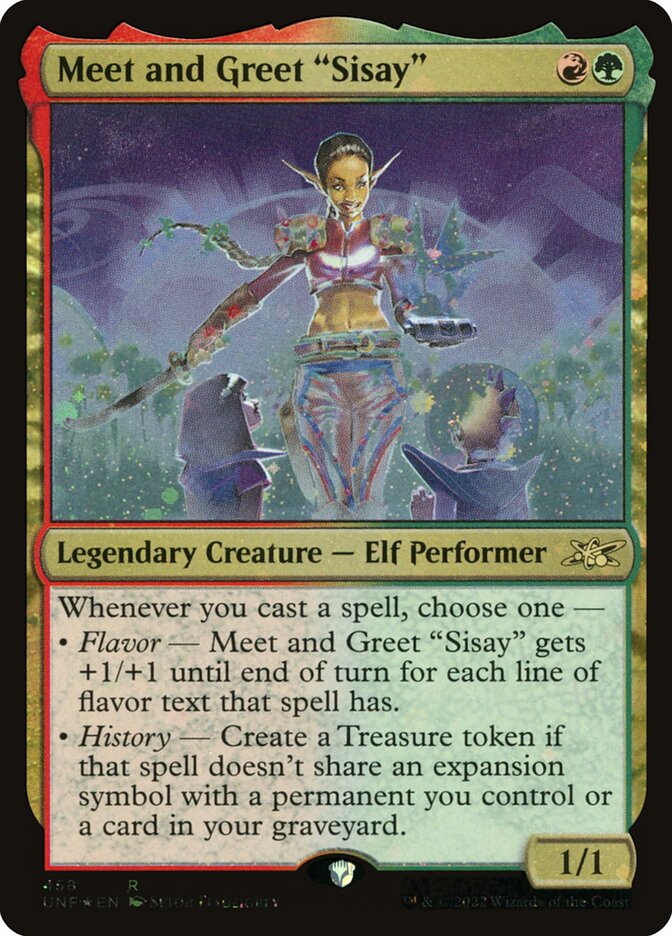 Meet and Greet “Sisay”
Legendary Creature — Elf Performer
Whenever you cast a spell, choose one —
• Flavor — Meet and Greet “Sisay” gets
+1/+1 until end of turn for each line of
flavor text that spell has.
• History — Create a Treasure token if
that spell doesn’t share an expansion
symbol with a permanent you control or
a card in your graveyard.
1/1
458 R
UNF★EN
™ & © 2022 Wizards of the Coast